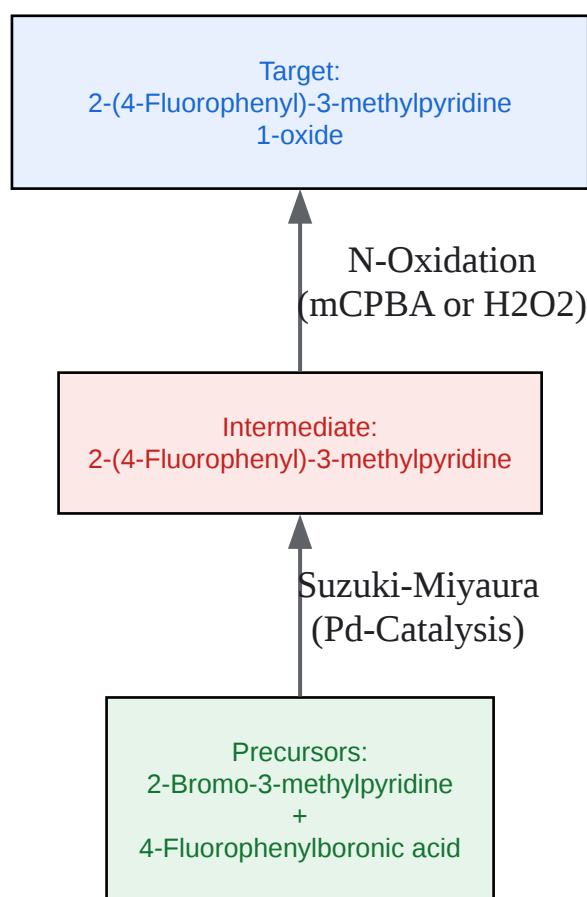 Target:
2-(4-Fluorophenyl)-3-methylpyridine
1-oxide
N-Oxidation
(mCPBA or H2O2)
Intermediate:
2-(4-Fluorophenyl)-3-methylpyridine
Suzuki-Miyaura
(Pd-Catalysis)
Precursors:
2-Bromo-3-methylpyridine
+
4-Fluorophenylboronic acid